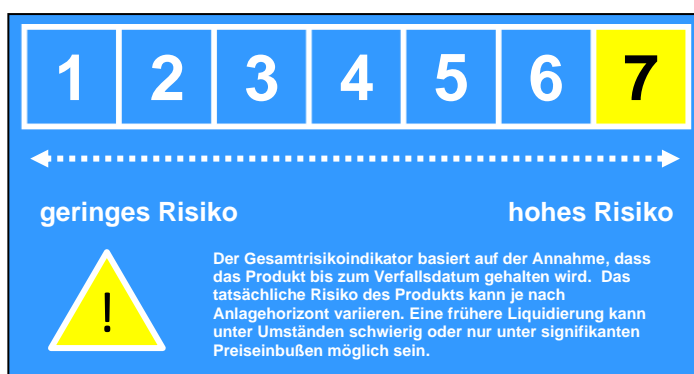 1 2 3 4 5 6 7
geringes Risiko hohes Risiko
!
Der Gesamtrisikoindikator basiert auf der Annahme, dass
das Produkt bis zum Verfallsdatum gehalten wird. Das
tatsächliche Risiko des Produkts kann je nach
Anlagehorizont variieren. Eine frühere Liquidierung kann
unter Umständen schwierig oder nur unter signifikanten
Preiseinbußen möglich sein.